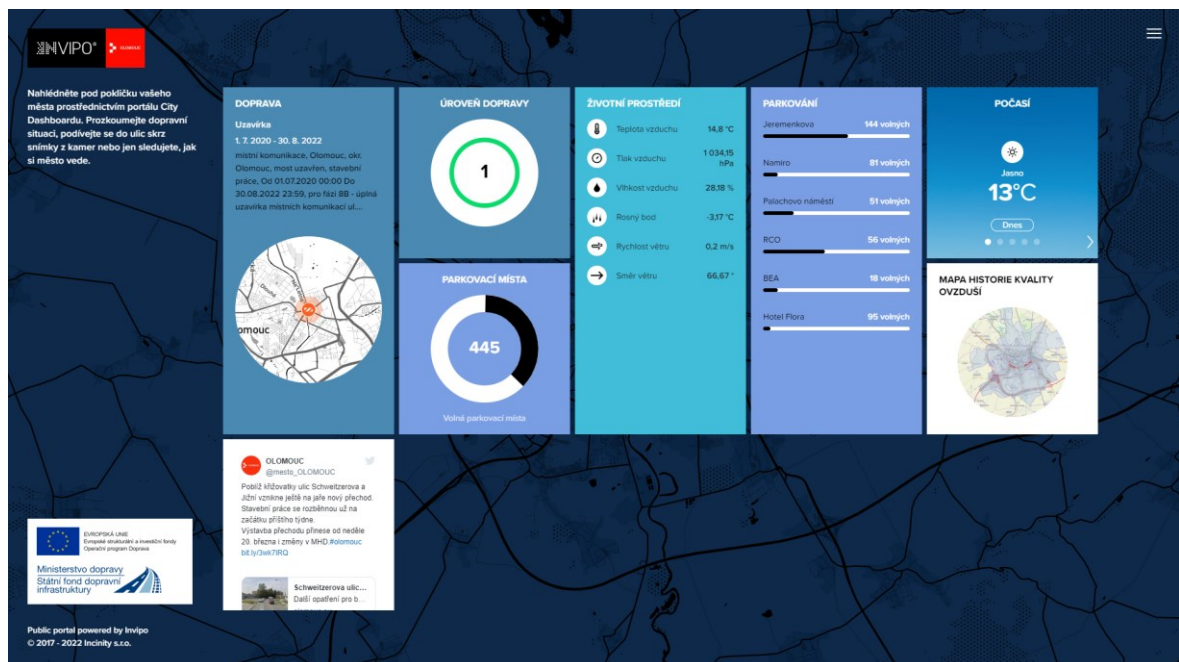 INVIPO®
OLOMOUC
Nahlédněte pod pokličku vašeho
města prostřednictvím portálu City
Dashboardu. Prozkoumejte dopravní
situaci, podívejte se do ulic skrz
snímky z kamer nebo jen sledujete, jak
si město vede.
DOPRAVA
Uzavírka
1. 7. 2020 - 30. 8. 2022
místní komunikace, Olomouc, okr.
Olomouc, most uzavřen, stavební
práce, Od 01.07.2020 00:00 Do
30.08.2022 23:59, pro fázi 8B - úplná
uzavírka místních komunikací ul...
omouc
ÚROVEŇ DOPRAVY
1
PARKOVACÍ MÍSTA
445
Volná parkovací místa
ŽIVOTNÍ PROSTŘEDÍ
Teplota vzduchu 14,8 °C
Tlak vzduchu 1 034,15 hPa
Vlhkost vzduchu 28,18 %
Rosný bod -3,17 °C
Rychlost větru 0,2 m/s
Směr větru 66,67 °
PARKOVÁNÍ
Jeremenkova 144 volných
Namiro 81 volných
Palachovo náměstí 51 volných
RCO 56 volných
BEA 18 volných
Hotel Flora 95 volných
POČASÍ
Jasno
13°C
Dnes
MAPA HISTORIE KVALITY
OVZDUŠÍ
OLOMOUC
@mesto_OLOMOUC
Poblíž křižovatky ulic Schweitzerova a
Jižní vznikne ještě na jaře nový přechod.
Stavební práce se rozběhnou už na
začátku příštího týdne.
Výstavba přechodu přinese od neděle
20. března i změny v MHD.#olomouc
bit.ly/3wk7IRQ
Schweitzerova ulic...
Další opatření pro b...
EVROPSKÁ UNIE
Evropské strukturální a investiční fondy
Operační program Doprava
Ministerstvo dopravy
Státní fond dopravní
infrastruktury
Public portal powered by Invipo
© 2017 - 2022 Incinity s.r.o.